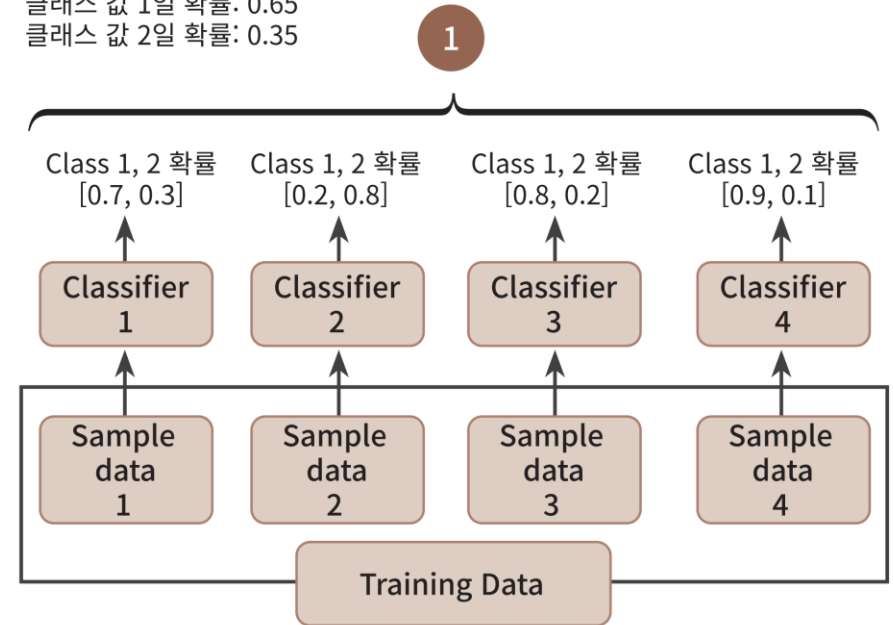 클래스 값 1일 확률: 0.65
클래스 값 2일 확률: 0.35
1
Class 1, 2 확률
[0.7, 0.3]
Class 1, 2 확률
[0.2, 0.8]
Class 1, 2 확률
[0.8, 0.2]
Class 1, 2 확률
[0.9, 0.1]
Classifier
1
Classifier
2
Classifier
3
Classifier
4
Sample
data
1
Sample
data
2
Sample
data
3
Sample
data
4
Training Data